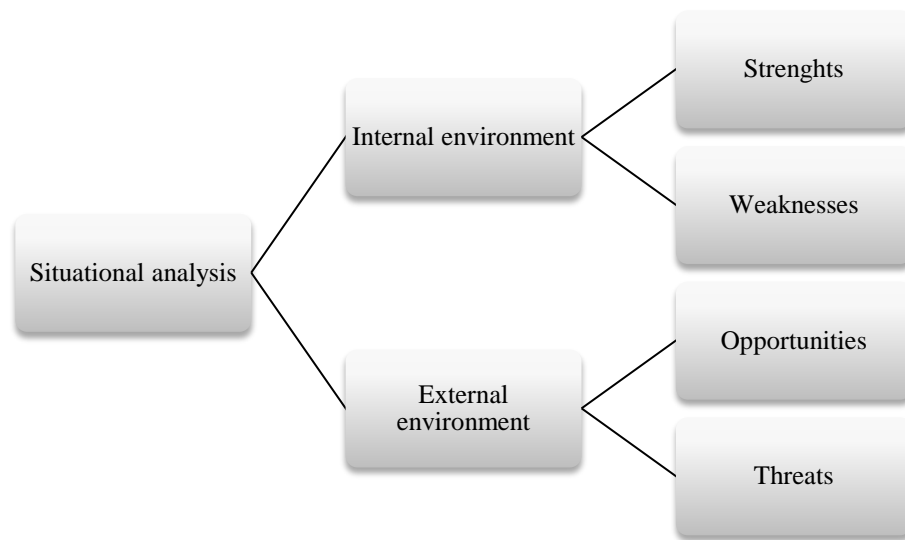 Situational analysis
Internal environment
External
environment
Strenghts
Weaknesses
Opportunities
Threats